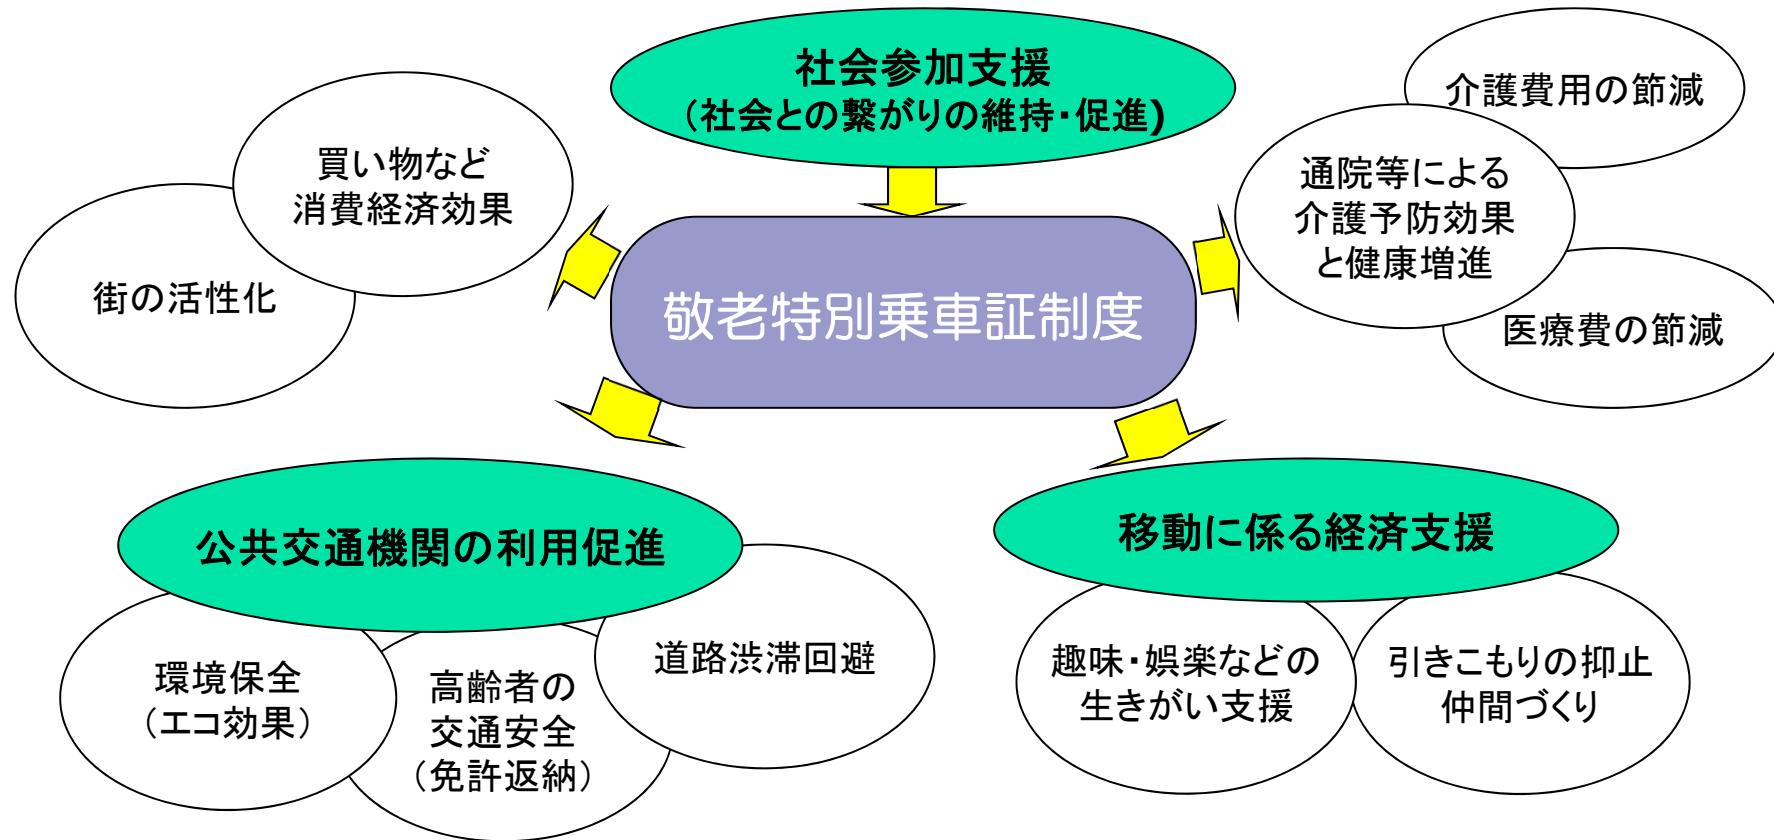 社会参加支援
（社会との繋がりの維持・促進）
買い物など
消費経済効果
街の活性化
介護費用の節減
通院等による
介護予防効果
と健康増進
医療費の節減
敬老特別乗車証制度
公共交通機関の利用促進
環境保全
（エコ効果）
高齢者の
交通安全
（免許返納）
道路渋滞回避
移動に係る経済支援
趣味・娯楽などの
生きがい支援
引きこもりの抑止
仲間づくり